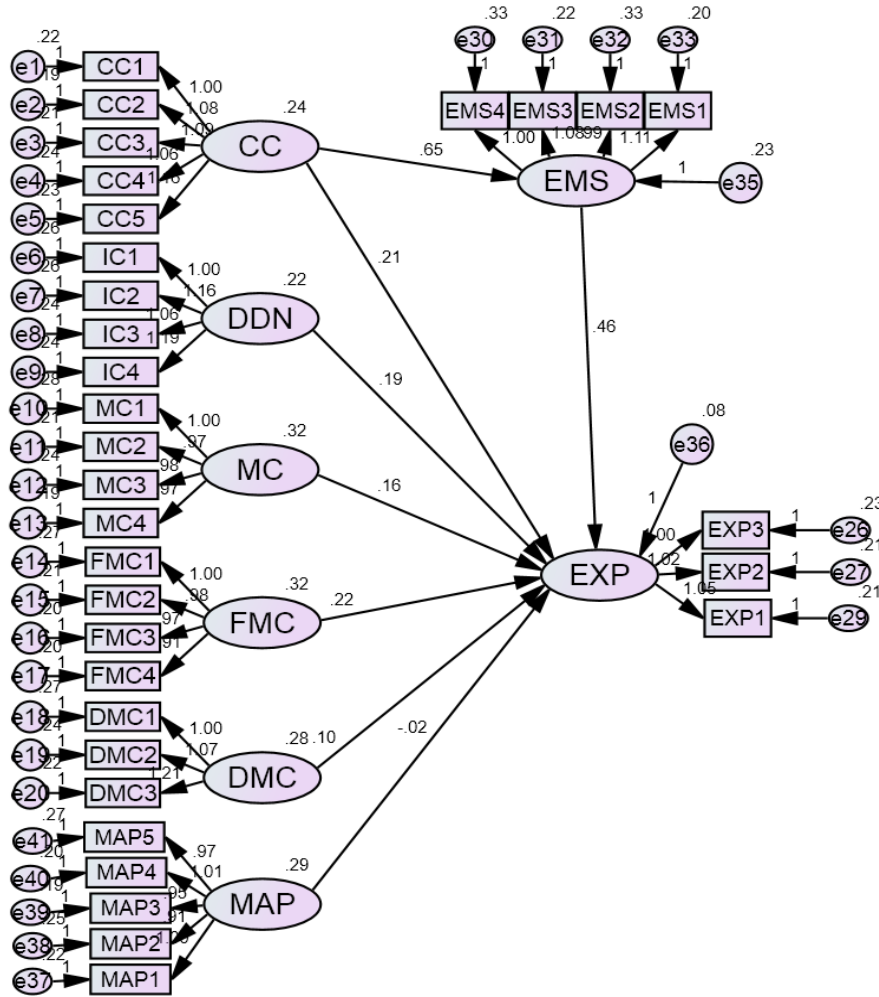 .22
e1 1 CC1
.19
e2 1 CC2
.21
e3 1 CC3
.24
e4 1 CC4
.23
e5 1 CC5
1.00
1.08
1.09
1.06
1.16
CC .24
.26
e6 1 IC1
.26
e7 1 IC2
.24
e8 1 IC3
.24
e9 1 IC4
1.00
1.16
1.06
1.19
DDN .22
.28
e10 1 MC1
.21
e11 1 MC2
.24
e12 1 MC3
.19
e13 1 MC4
1.00
.97
.98
.97
MC .32
.27
e14 1 FMC1
.21
e15 1 FMC2
.20
e16 1 FMC3
.20
e17 1 FMC4
1.00
.98
.97
.91
FMC .32
.27
e18 1 DMC1
.24
e19 1 DMC2
.22
e20 1 DMC3
1.00
1.07
1.21
DMC .28
.27
e41 1 MAP5
.20
e40 1 MAP4
.19
e39 1 MAP3
.25
e38 1 MAP2
.22
e37 1 MAP1
.97
1.01
.95
.91
MAP .29
.33 .22 .33 .20
e30 e31 e32 e33
1 1 1 1
EMS4 EMS3 EMS2 EMS1
1.00 1.08 .99 1.11
EMS 1 e35 .23
.65
.21
.19
.16
.22
.10
-.02
.46
.08
e36
1
EXP
1.00
1.02
1.05
EXP3 1 e26 .23
EXP2 1 e27 .21
EXP1 1 e29 .21